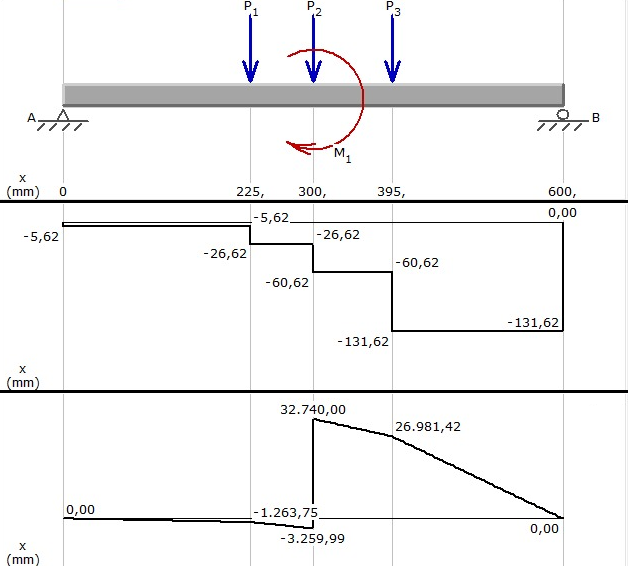 P1 P2 P3
A B
M1
x
(mm) 0 225, 300, 395, 600,
-5,62 0,00
-5,62 -26,62
-26,62 -60,62
-60,62
-131,62
-131,62
x
(mm)
32.740,00
26.981,42
0,00 -1.263,75
0,00
-3.259,99
x
(mm)